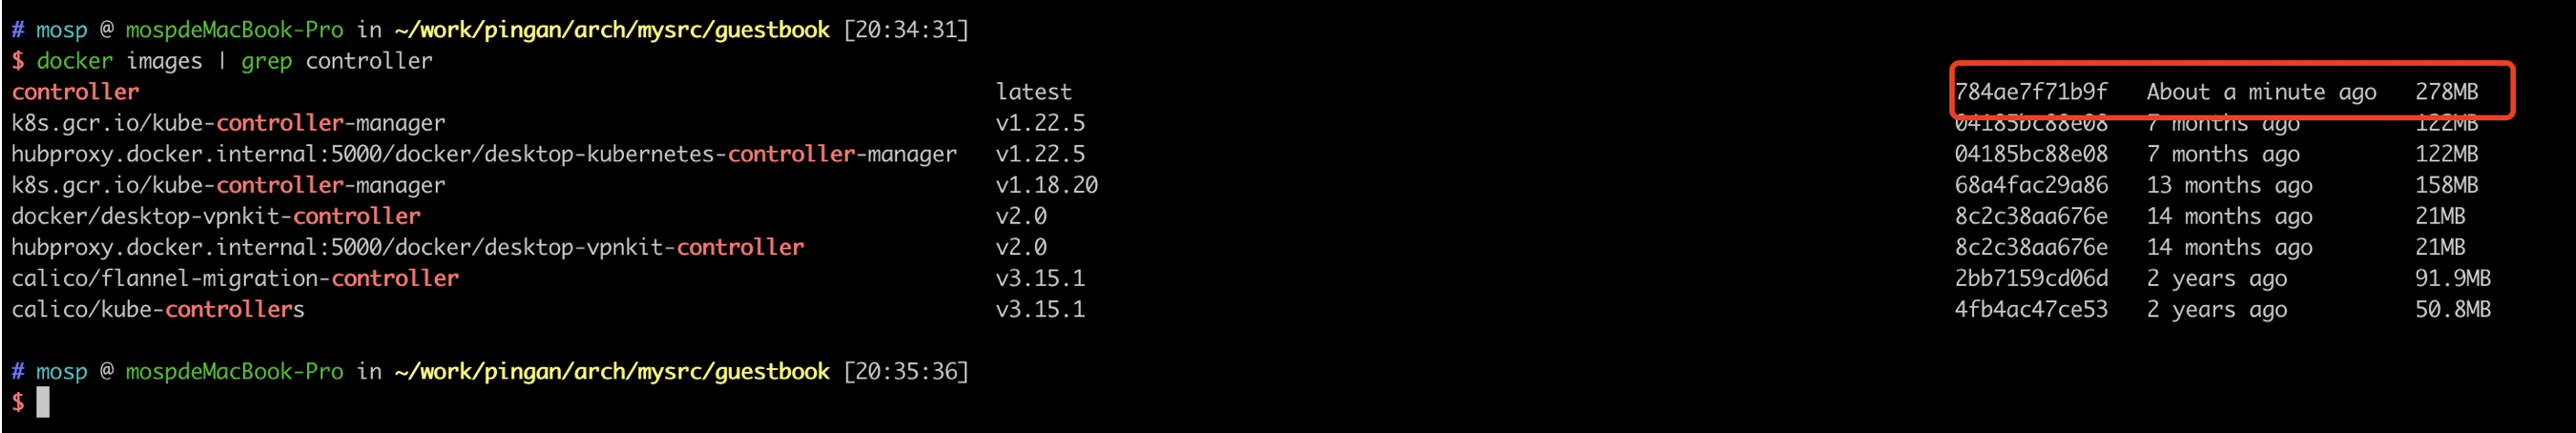 # mosp @ mospdeMacBook-Pro in ~/work/pingan/arch/mysrc/guestbook [20:34:31]
$ docker images | grep controller
controller latest 784ae7f71b9f About a minute ago 278MB
k8s.gcr.io/kube-controller-manager v1.22.5 04185bc88e08 7 months ago 122MB
hubproxy.docker.internal:5000/docker/desktop-kubernetes-controller-manager v1.22.5 04185bc88e08 7 months ago 122MB
k8s.gcr.io/kube-controller-manager v1.18.20 68a4fac29a86 13 months ago 158MB
docker/desktop-vpnkit-controller v2.0 8c2c38aa676e 14 months ago 21MB
hubproxy.docker.internal:5000/docker/desktop-vpnkit-controller v2.0 8c2c38aa676e 14 months ago 21MB
calico/flannel-migration-controller v3.15.1 2bb7159cd06d 2 years ago 91.9MB
calico/kube-controllers v3.15.1 4fb4ac47ce53 2 years ago 50.8MB
# mosp @ mospdeMacBook-Pro in ~/work/pingan/arch/mysrc/guestbook [20:35:36]
$